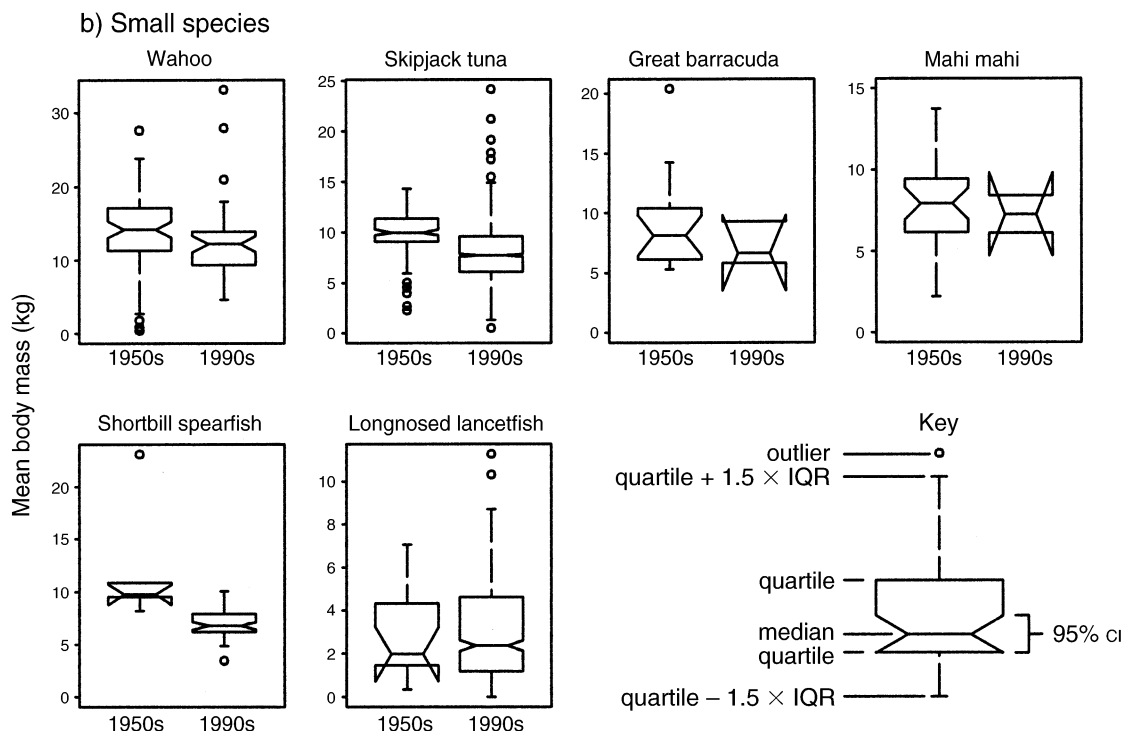 b) Small species
Wahoo
Skipjack tuna
Great barracuda
Mahi mahi
30
20
10
0
25
20
15
10
5
0
20
15
10
5
0
15
10
5
0
1950s 1990s
1950s 1990s
1950s 1990s
1950s 1990s
Mean body mass (kg)
Shortbill spearfish
Longnosed lancetfish
20
15
10
5
0
10
8
6
4
2
0
1950s 1990s
1950s 1990s
Key
outlier
quartile + 1.5 × IQR
quartile
median
quartile
95% CI
quartile – 1.5 × IQR